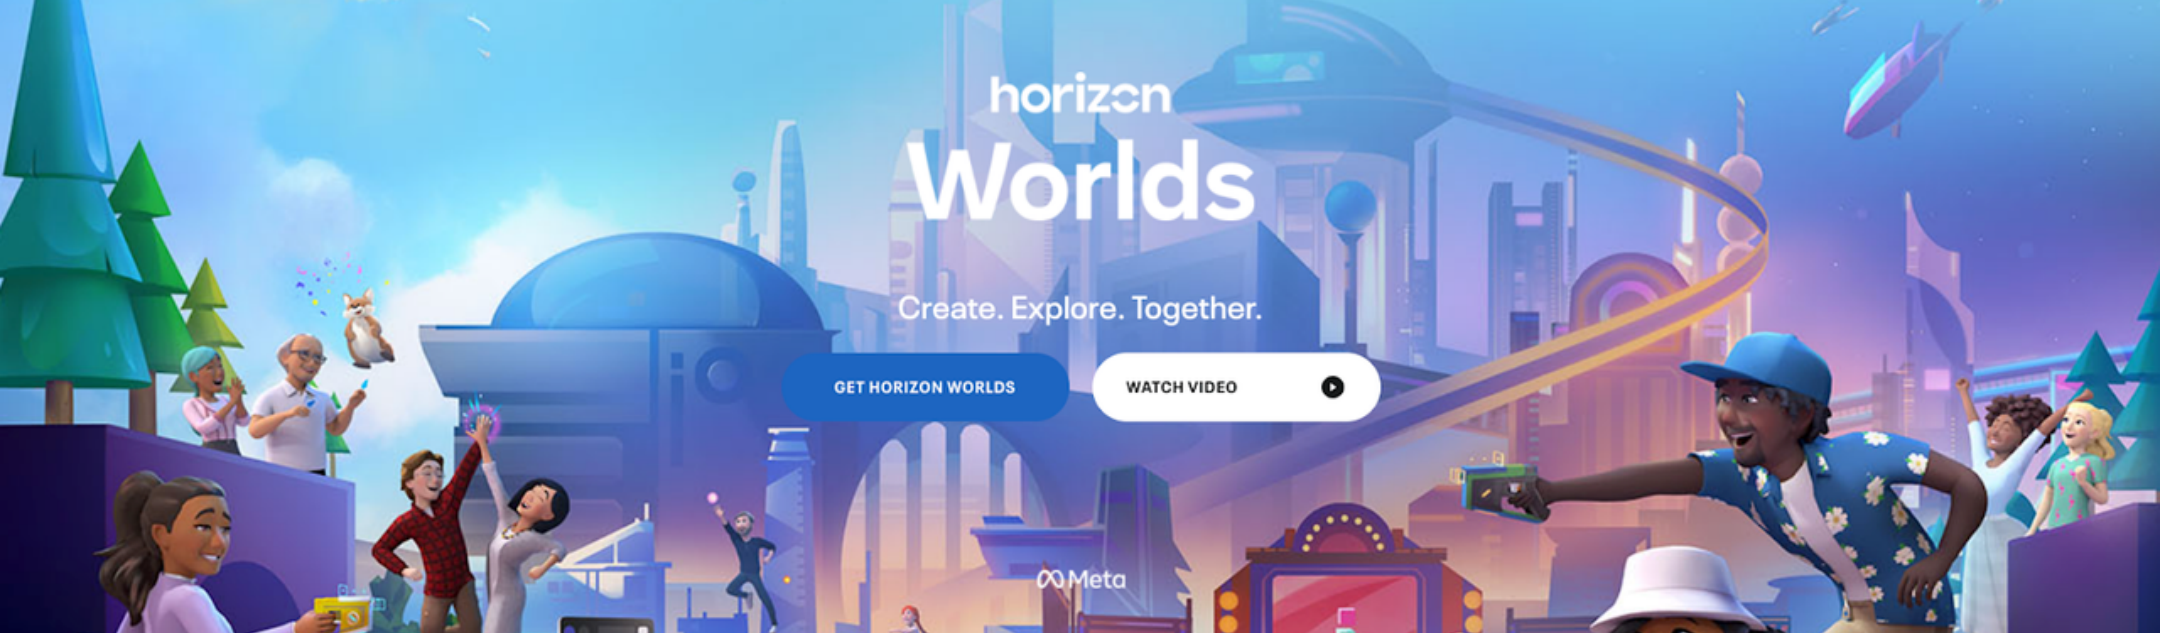 horizon
Worlds
Create. Explore. Together.
GET HORIZON WORLDS
WATCH VIDEO
Meta